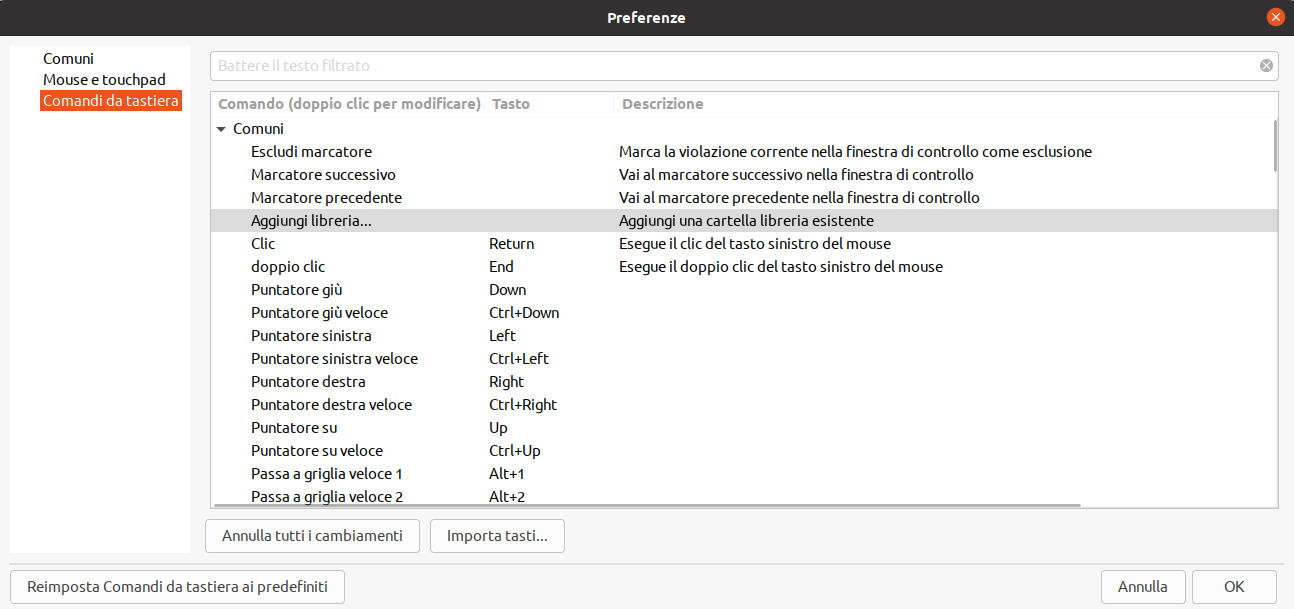 Preferenze
Comuni
Mouse e touchpad
Comandi da tastiera
Battere il testo filtrato
Comando (doppio clic per modificare) Tasto Descrizione
Comuni
Escludi marcatore Marca la violazione corrente nella finestra di controllo come esclusione
Marcatore successivo Vai al marcatore successivo nella finestra di controllo
Marcatore precedente Vai al marcatore precedente nella finestra di controllo
Aggiungi libreria... Aggiungi una cartella libreria esistente
Clic Return Esegue il clic del tasto sinistro del mouse
doppio clic End Esegue il doppio clic del tasto sinistro del mouse
Puntatore giù Down
Puntatore giù veloce Ctrl+Down
Puntatore sinistra Left
Puntatore sinistra veloce Ctrl+Left
Puntatore destra Right
Puntatore destra veloce Ctrl+Right
Puntatore su Up
Puntatore su veloce Ctrl+Up
Passa a griglia veloce 1 Alt+1
Passa a griglia veloce 2 Alt+2
Annulla tutti i cambiamenti Importa tasti...
Reimposta Comandi da tastiera ai predefiniti Annulla OK